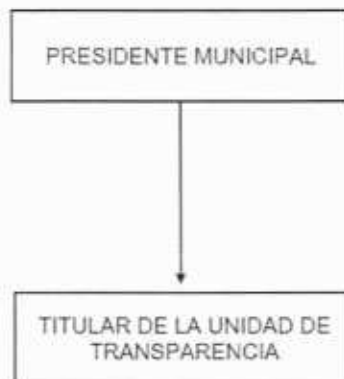 PRESIDENTE MUNICIPAL
TITULAR DE LA UNIDAD DE
TRANSPARENCIA